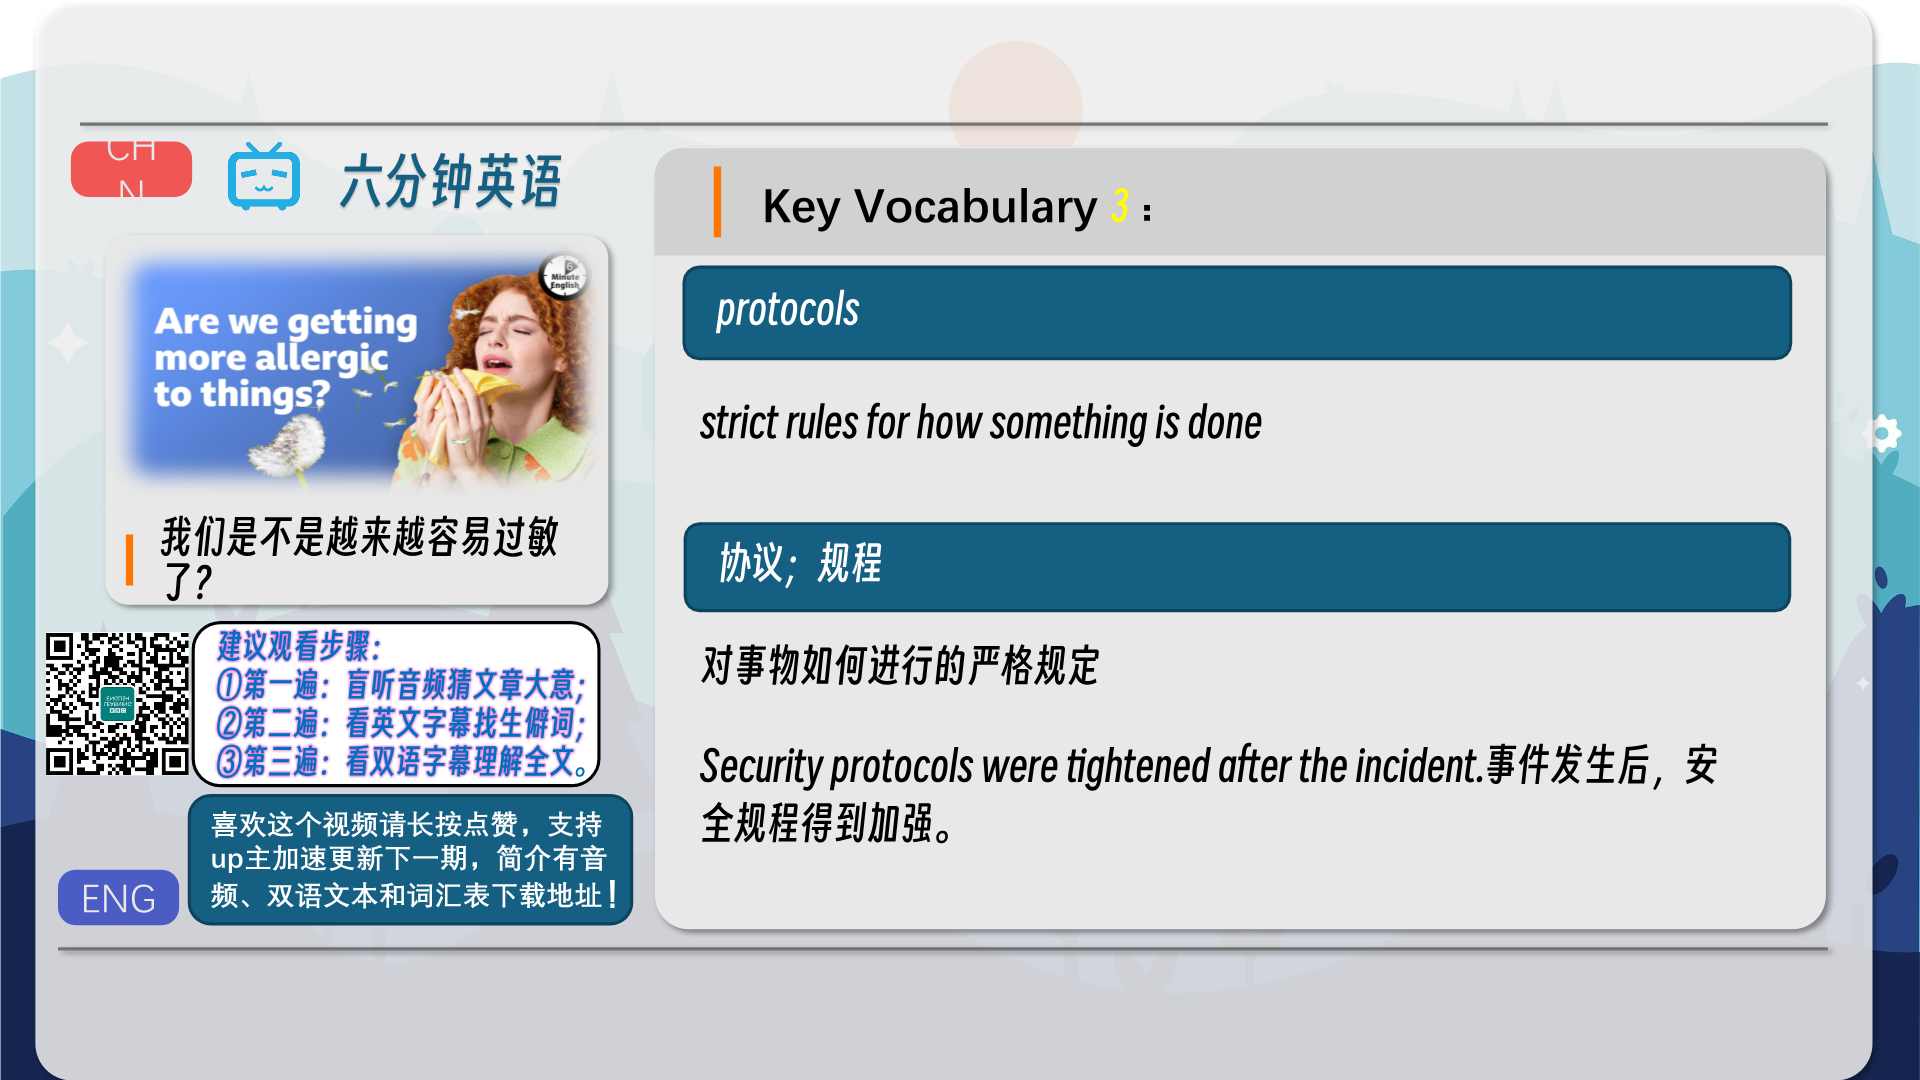 CH
N
六分钟英语
6
Minute
English
Are we getting
more allergic
to things?
我们是不是越来越容易过敏
了？
建议观看步骤：
①第一遍：盲听音频猜文章大意；
②第二遍：看英文字幕找生僻词；
③第三遍：看双语字幕理解全文。
喜欢这个视频请长按点赞，支持
up主加速更新下一期，简介有音
频、双语文本和词汇表下载地址！
ENG
Key Vocabulary 3：
protocols
strict rules for how something is done
协议；规程
对事物如何进行的严格规定
Security protocols were tightened after the incident.事件发生后，安
全规程得到加强。